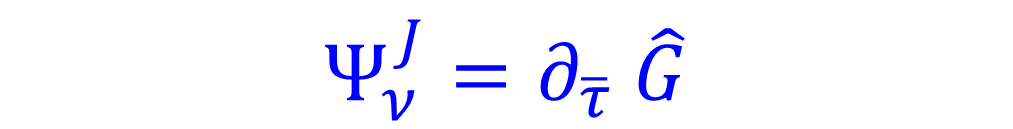 Ψ_ν^J = ∂_τ̄ Ĝ